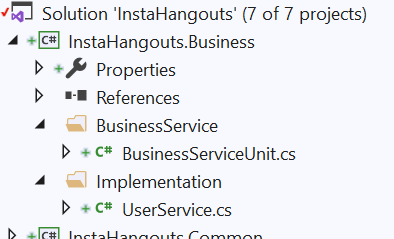 Solution 'InstaHangouts' (7 of 7 projects)
C# InstaHangouts.Business
Properties
References
BusinessService
C# BusinessServiceUnit.cs
Implementation
C# UserService.cs
C# InstaHangouts.Common